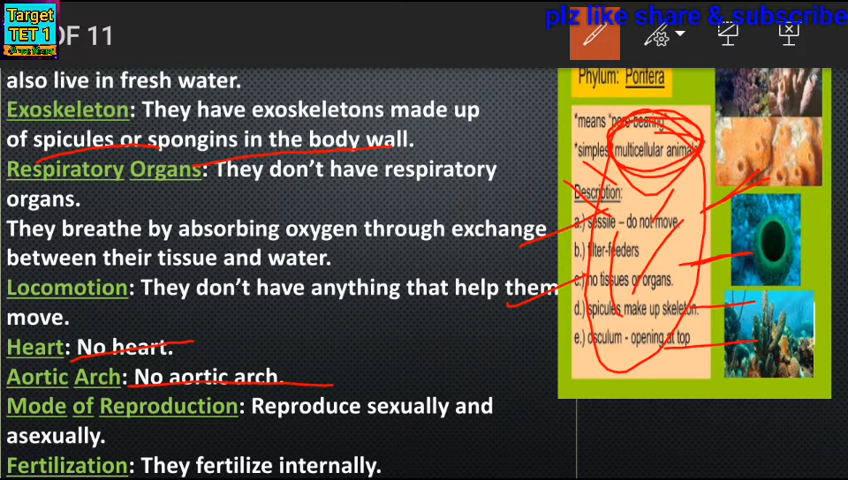 Target
TET 1
OF 11
plz like share & subscribe
also live in fresh water.
Exoskeleton: They have exoskeletons made up
of spicules or spongins in the body wall.
Respiratory Organs: They don’t have respiratory
organs.
They breathe by absorbing oxygen through exchange
between their tissue and water.
Locomotion: They don’t have anything that help them
move.
Heart: No heart.
Aortic Arch: No aortic arch.
Mode of Reproduction: Reproduce sexually and
asexually.
Fertilization: They fertilize internally.
Phylum: Porifera
*means "pore-bearing
*simples multicellular animals
Description:
a.) sessile – do not move
b.) filter-feeders
c.) no tissues or organs.
d.) spicules make up skeleton.
e.) osculum - opening at top